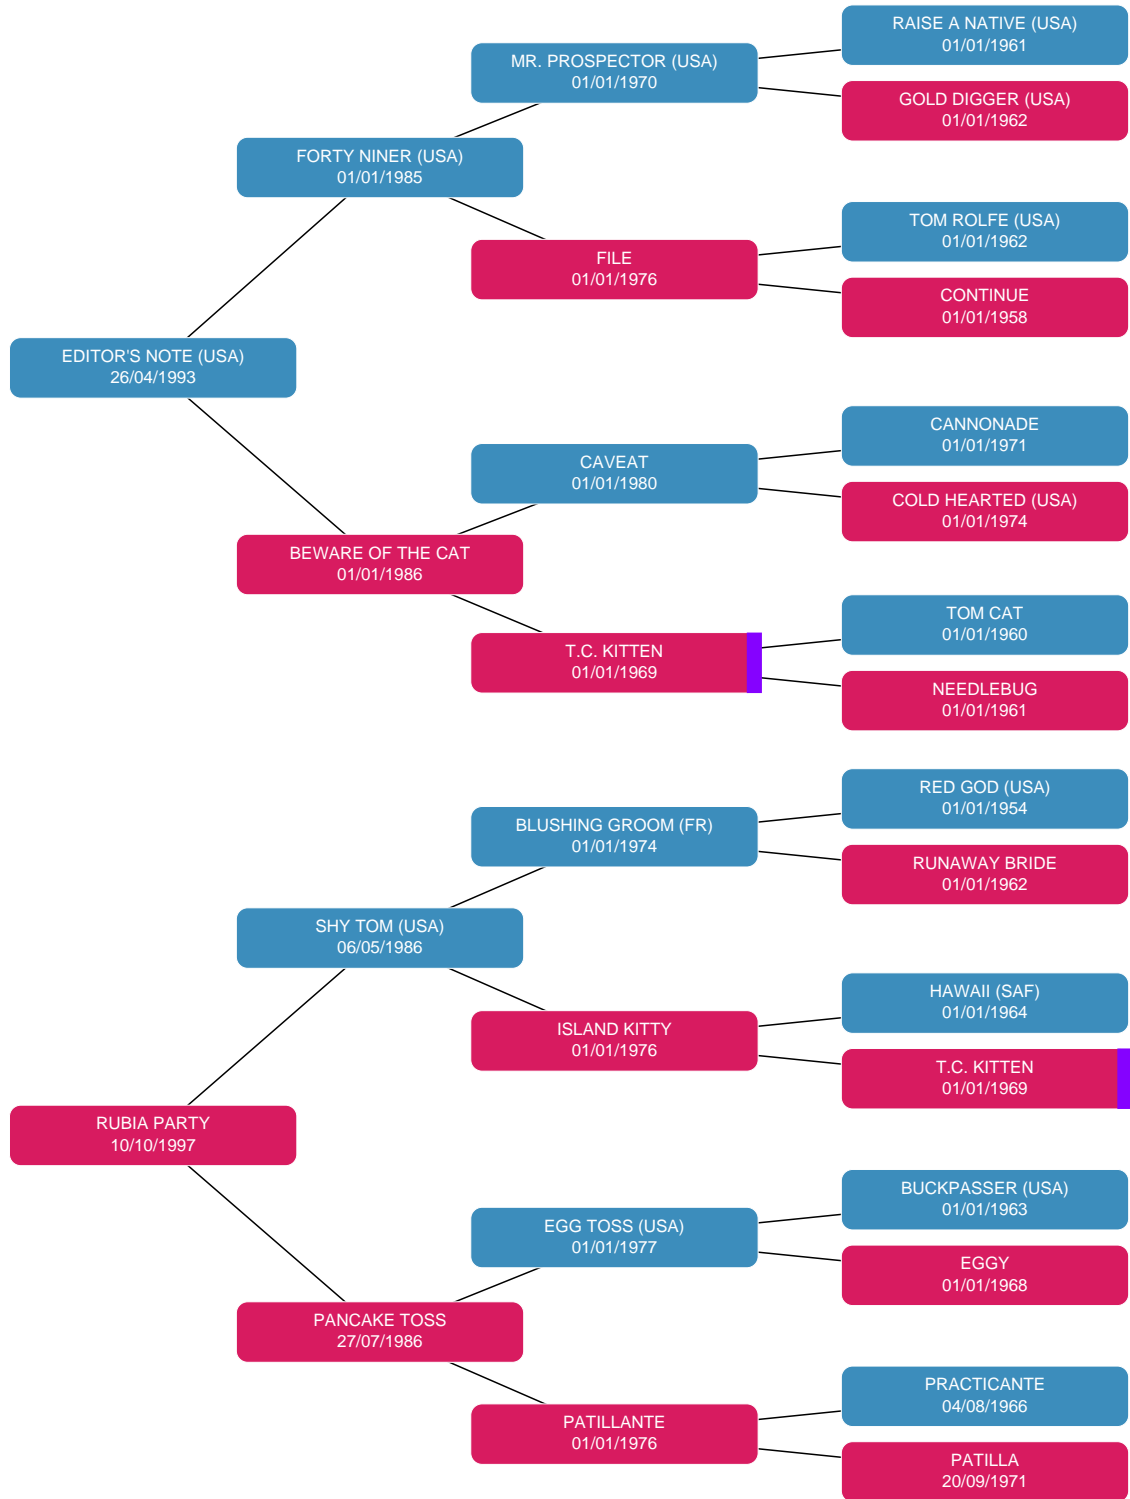 RAISE A NATIVE (USA)
01/01/1961
MR. PROSPECTOR (USA)
01/01/1970
GOLD DIGGER (USA)
01/01/1962
FORTY NINER (USA)
01/01/1985
TOM ROLFE (USA)
01/01/1962
FILE
01/01/1976
CONTINUE
01/01/1958
EDITOR'S NOTE (USA)
26/04/1993
CANNONADE
01/01/1971
CAVEAT
01/01/1980
COLD HEARTED (USA)
01/01/1974
BEWARE OF THE CAT
01/01/1986
TOM CAT
01/01/1960
T.C. KITTEN
01/01/1969
NEEDLEBUG
01/01/1961
RED GOD (USA)
01/01/1954
BLUSHING GROOM (FR)
01/01/1974
RUNAWAY BRIDE
01/01/1962
SHY TOM (USA)
06/05/1986
HAWAII (SAF)
01/01/1964
ISLAND KITTY
01/01/1976
T.C. KITTEN
01/01/1969
RUBIA PARTY
10/10/1997
BUCKPASSER (USA)
01/01/1963
EGG TOSS (USA)
01/01/1977
EGGY
01/01/1968
PANCAKE TOSS
27/07/1986
PRACTICANTE
04/08/1966
PATILLANTE
01/01/1976
PATILLA
20/09/1971